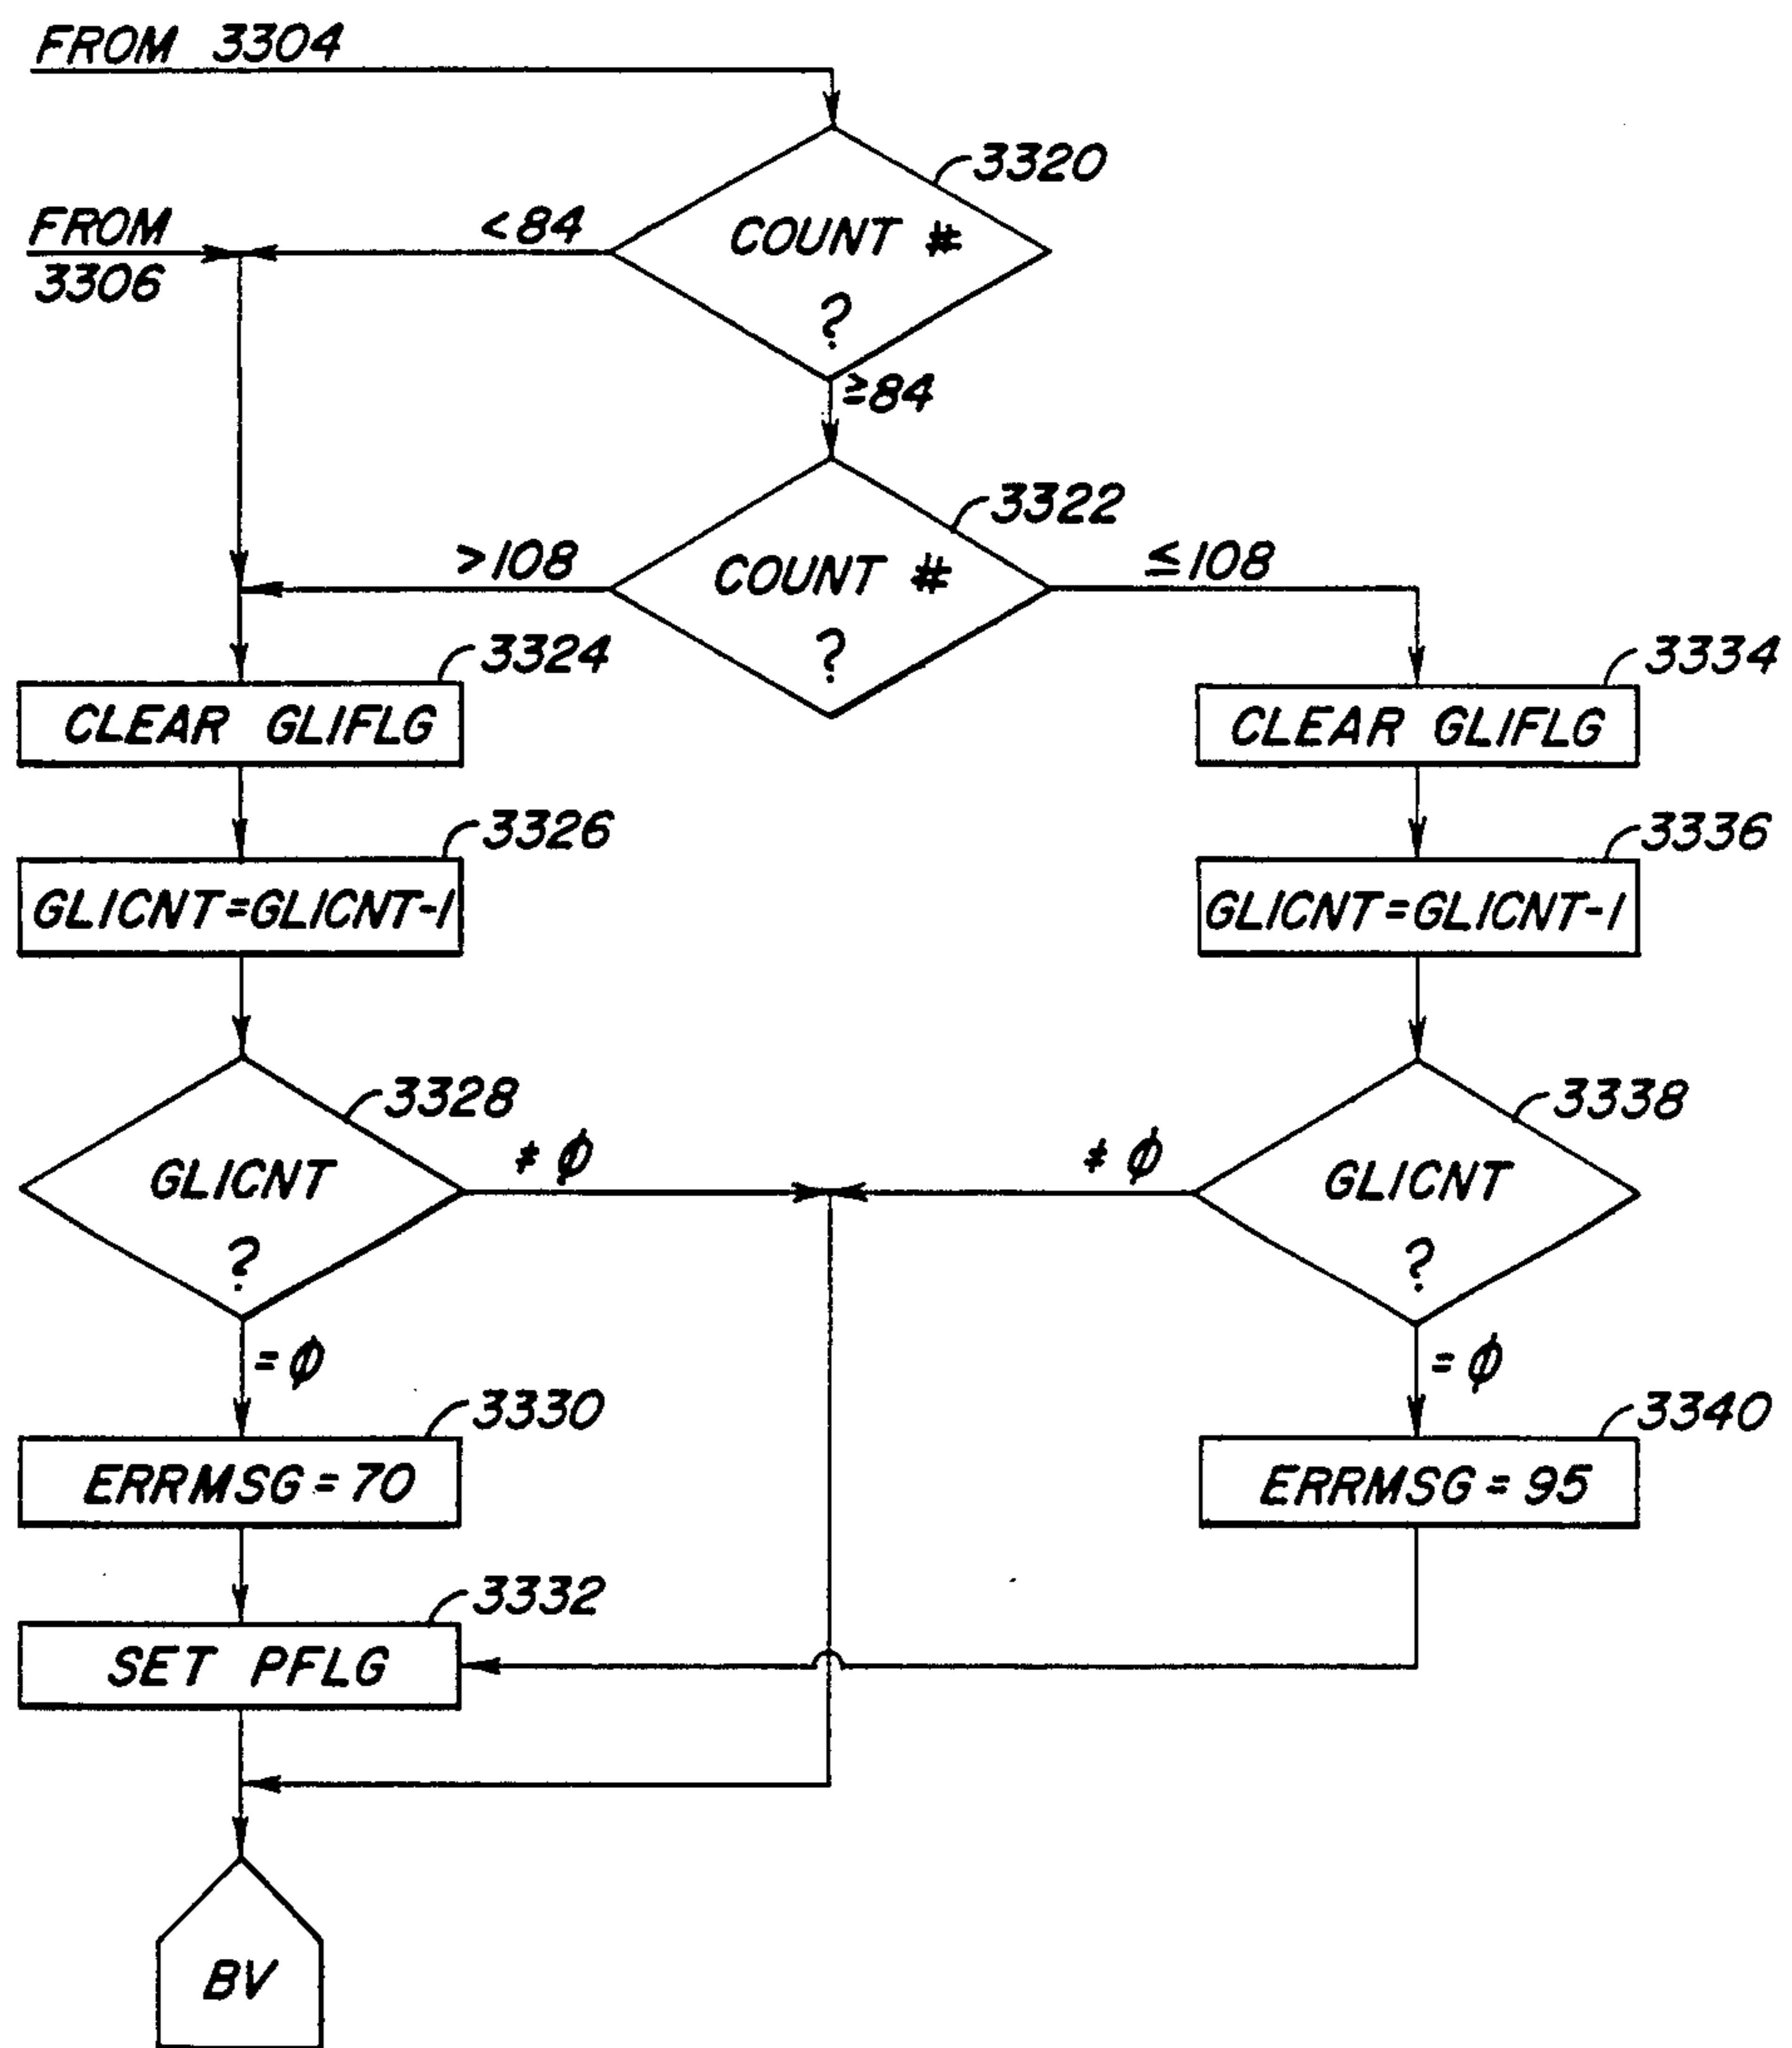 FROM 3304
3320
COUNT #
?
<84
FROM
3306
≥84
3322
COUNT #
?
>108
≤108
3324
CLEAR GLIFLG
3334
CLEAR GLIFLG
3326
GLICNT=GLICNT-1
3336
GLICNT=GLICNT-1
3328
GLICNT
?
≠ φ
3338
GLICNT
?
≠ φ
= φ
= φ
3330
ERRMSG = 70
3340
ERRMSG = 95
3332
SET PFLG
BV